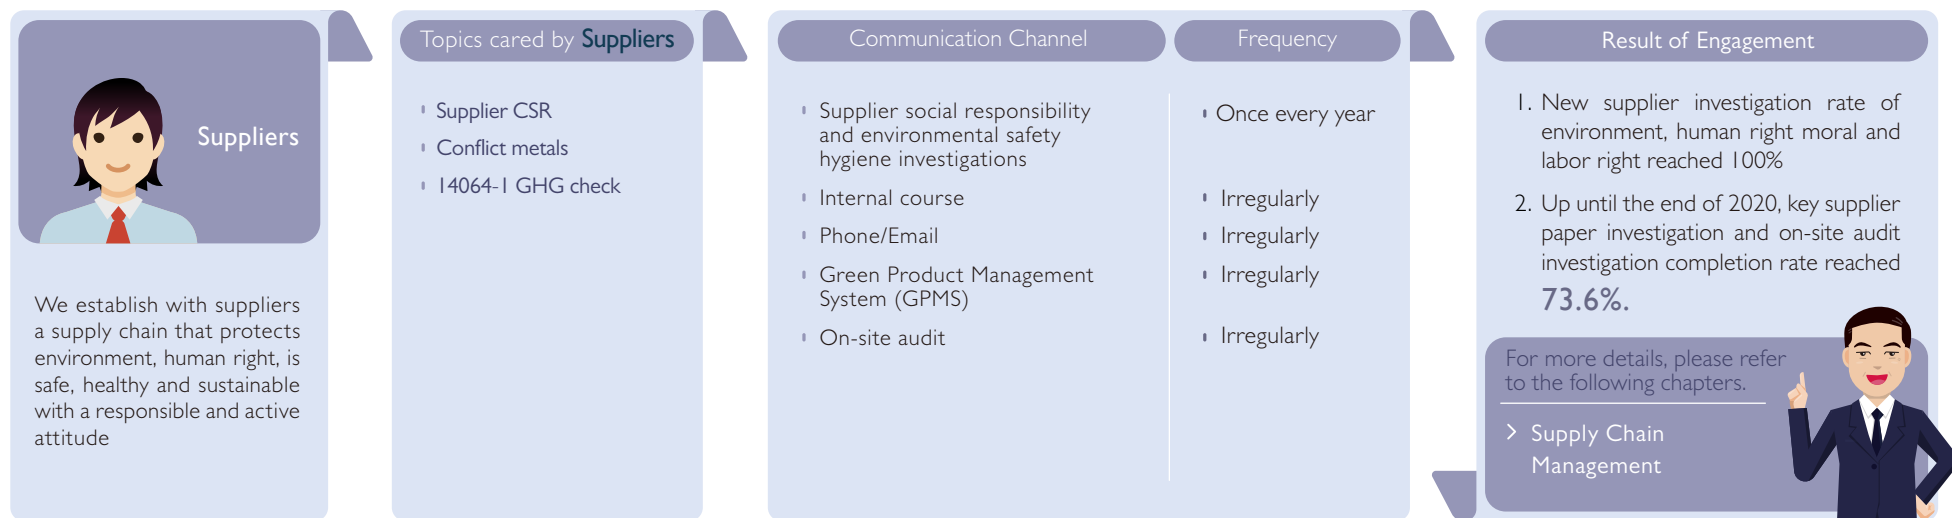 Suppliers
We establish with suppliers
a supply chain that protects
environment, human right, is
safe, healthy and sustainable
with a responsible and active
attitude
Topics cared by Suppliers
Supplier CSR
Conflict metals
14064-1 GHG check
Communication Channel
Frequency
Supplier social responsibility
and environmental safety
hygiene investigations
Once every year
Internal course
Irregularly
Phone/Email
Irregularly
Green Product Management
System (GPMS)
Irregularly
On-site audit
Irregularly
Result of Engagement
1. New supplier investigation rate of
environment, human right moral and
labor right reached 100%
2. Up until the end of 2020, key supplier
paper investigation and on-site audit
investigation completion rate reached
73.6%.
For more details, please refer
to the following chapters.
> Supply Chain
Management